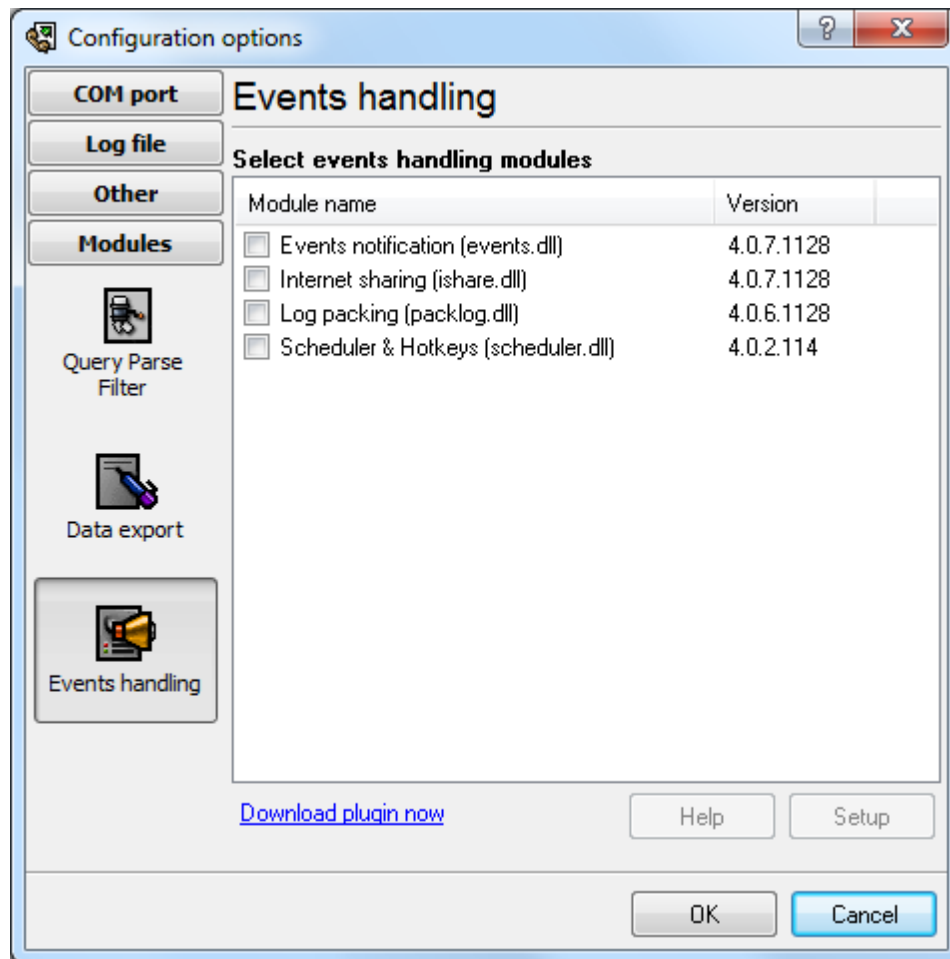 Configuration options
?
COM port
Log file
Other
Modules
Query Parse
Filter
Data export
Events handling
Events handling
Select events handling modules
Module name Version
Events notification (events.dll) 4.0.7.1128
Internet sharing (ishare.dll) 4.0.7.1128
Log packing (packlog.dll) 4.0.6.1128
Scheduler & Hotkeys (scheduler.dll) 4.0.2.114
Download plugin now
Help Setup
OK Cancel